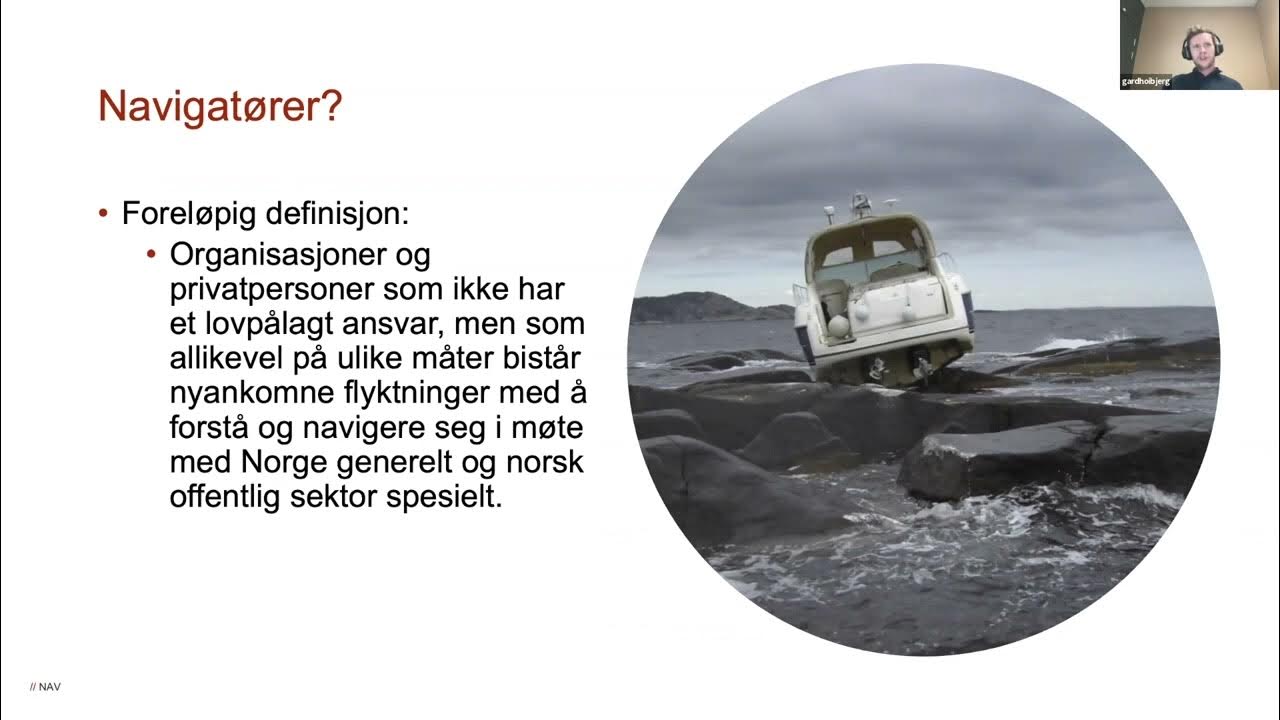 gardhoibjerg
Navigatører?
• Foreløpig definisjon:
• Organisasjoner og
privatpersoner som ikke har
et lovpålagt ansvar, men som
allikevel på ulike måter bistår
nyankomne flyktninger med å
forstå og navigere seg i møte
med Norge generelt og norsk
offentlig sektor spesielt.
// NAV